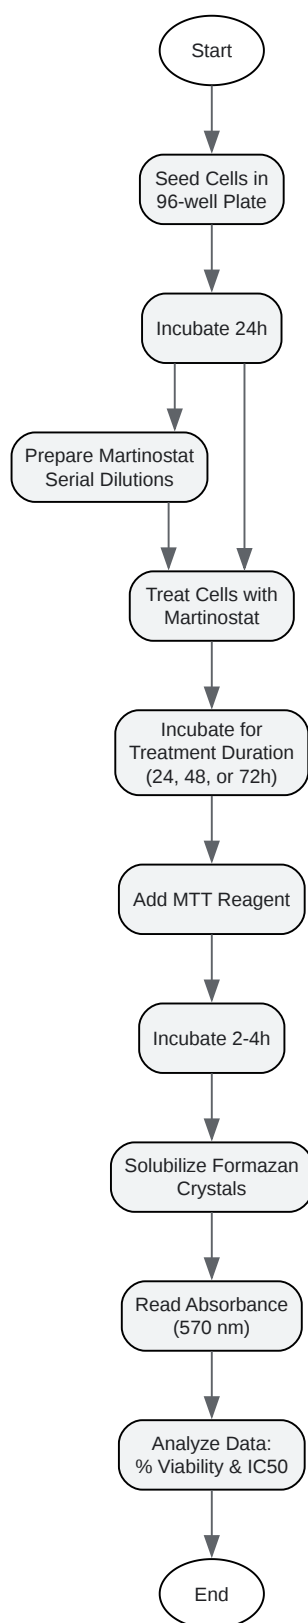 Start
Seed Cells in
96-well Plate
Incubate 24h
Prepare Martinostat
Serial Dilutions
Treat Cells with
Martinostat
Incubate for
Treatment Duration
(24, 48, or 72h)
Add MTT Reagent
Incubate 2-4h
Solubilize Formazan
Crystals
Read Absorbance
(570 nm)
Analyze Data:
% Viability & IC50
End